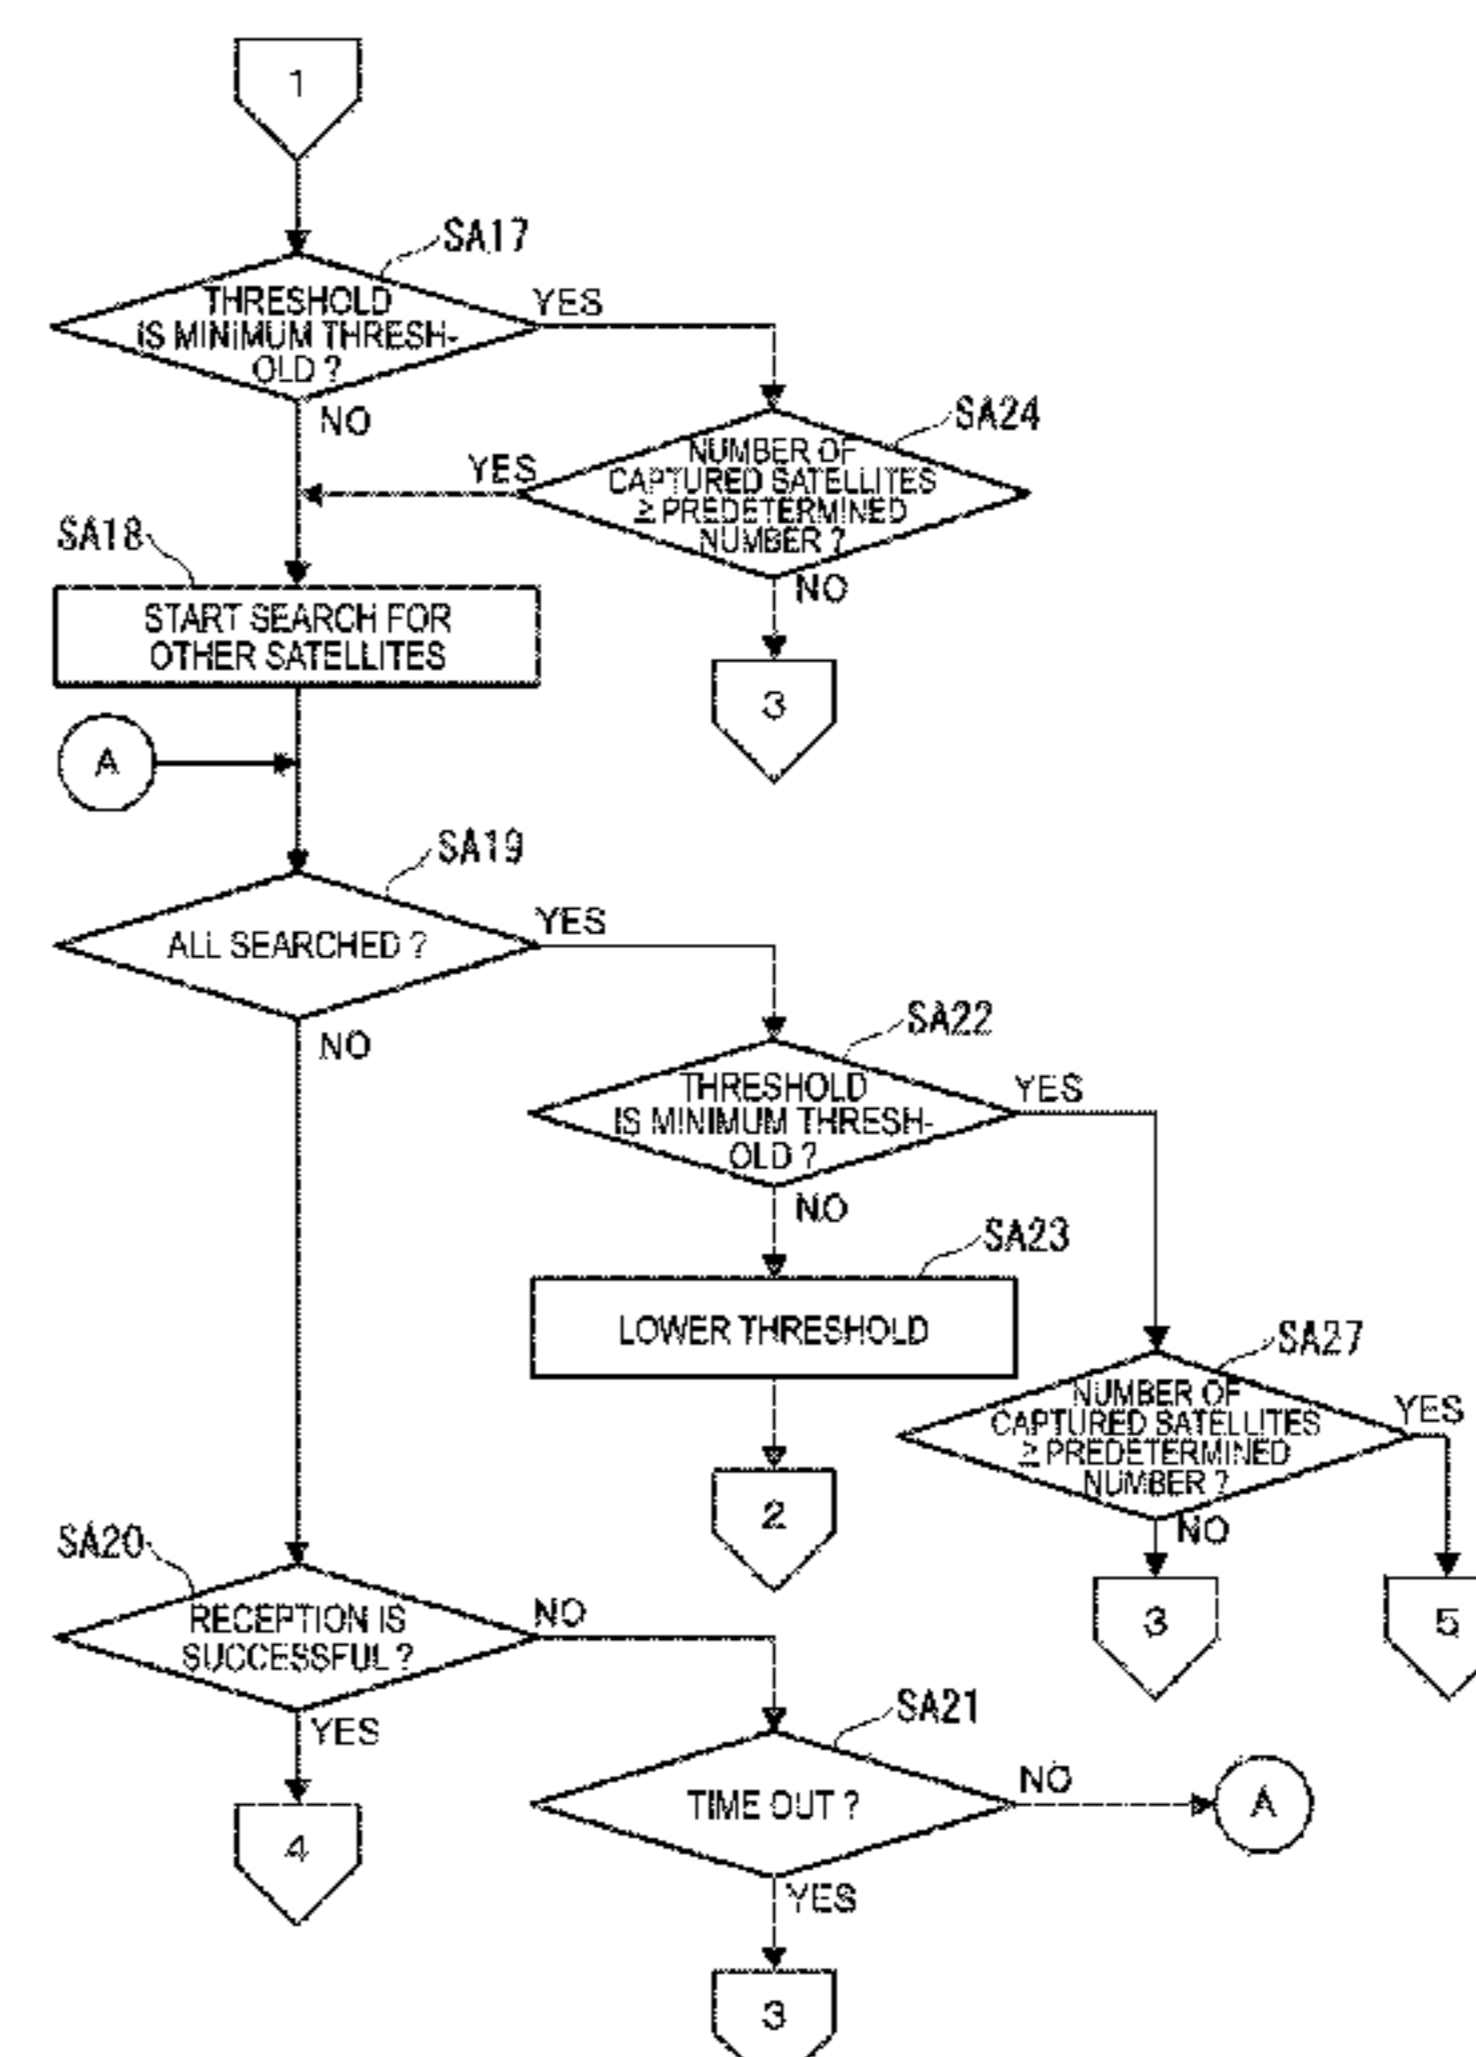 1
SA17
THRESHOLD
IS MINIMUM THRESH-
OLD ?
YES
NO
SA24
NUMBER OF
CAPTURED SATELLITES
≥ PREDETERMINED
NUMBER ?
YES
NO
3
SA18
START SEARCH FOR
OTHER SATELLITES
A
SA19
ALL SEARCHED ?
YES
NO
SA22
THRESHOLD
IS MINIMUM THRESH-
OLD ?
YES
NO
SA23
LOWER THRESHOLD
2
SA27
NUMBER OF
CAPTURED SATELLITES
≥ PREDETERMINED
NUMBER ?
YES
NO
3
5
SA20
RECEPTION IS
SUCCESSFUL ?
NO
YES
4
SA21
TIME OUT ?
NO
A
YES
3